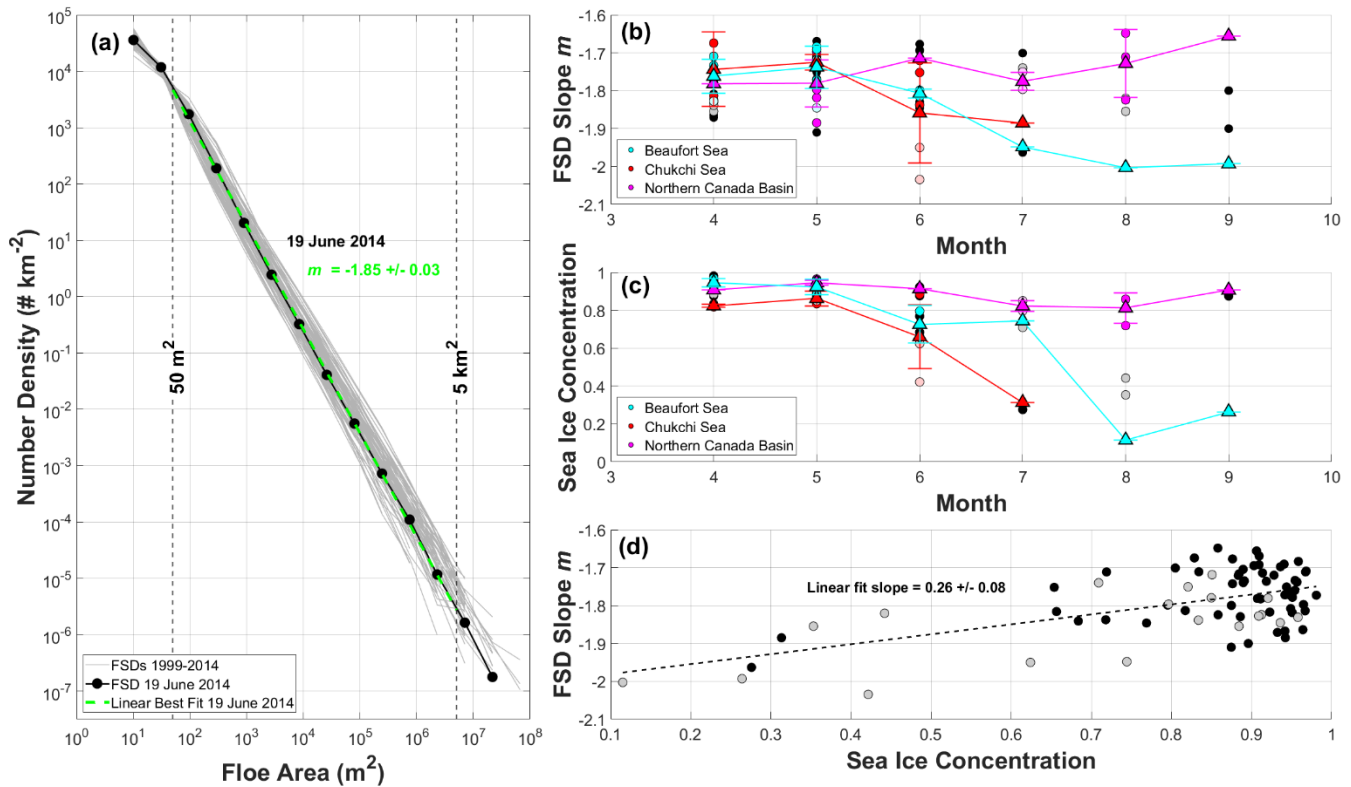 (a)
10^5
10^4
10^3
10^2
10^1
10^0
10^-1
10^-2
10^-3
10^-4
10^-5
10^-6
10^-7
Number Density (# km^-2)
50 m^2
5 km^2
19 June 2014
m = -1.85 +/- 0.03
FSDs 1999-2014
FSD 19 June 2014
Linear Best Fit 19 June 2014
10^0 10^1 10^2 10^3 10^4 10^5 10^6 10^7 10^8
Floe Area (m^2)
(b)
-1.6
-1.7
-1.8
-1.9
-2
-2.1
FSD Slope m
Beaufort Sea
Chukchi Sea
Northern Canada Basin
3 4 5 6 7 8 9 10
Month
(c)
1
0.8
0.6
0.4
0.2
0
Sea Ice Concentration
Beaufort Sea
Chukchi Sea
Northern Canada Basin
3 4 5 6 7 8 9 10
Month
(d)
-1.6
-1.7
-1.8
-1.9
-2
-2.1
FSD Slope m
Linear fit slope = 0.26 +/- 0.08
0.1 0.2 0.3 0.4 0.5 0.6 0.7 0.8 0.9 1
Sea Ice Concentration